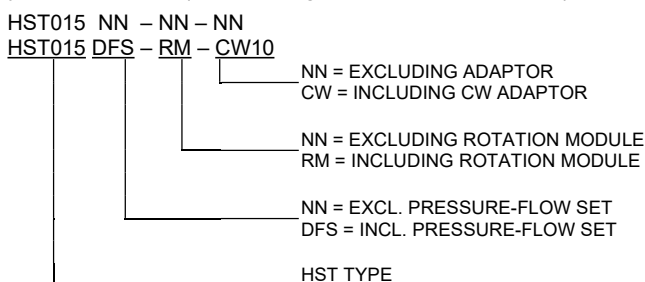 HST015 NN – NN – NN
HST015 DFS – RM – CW10
NN = EXCLUDING ADAPTOR
CW = INCLUDING CW ADAPTOR
NN = EXCLUDING ROTATION MODULE
RM = INCLUDING ROTATION MODULE
NN = EXCL. PRESSURE-FLOW SET
DFS = INCL. PRESSURE-FLOW SET
HST TYPE